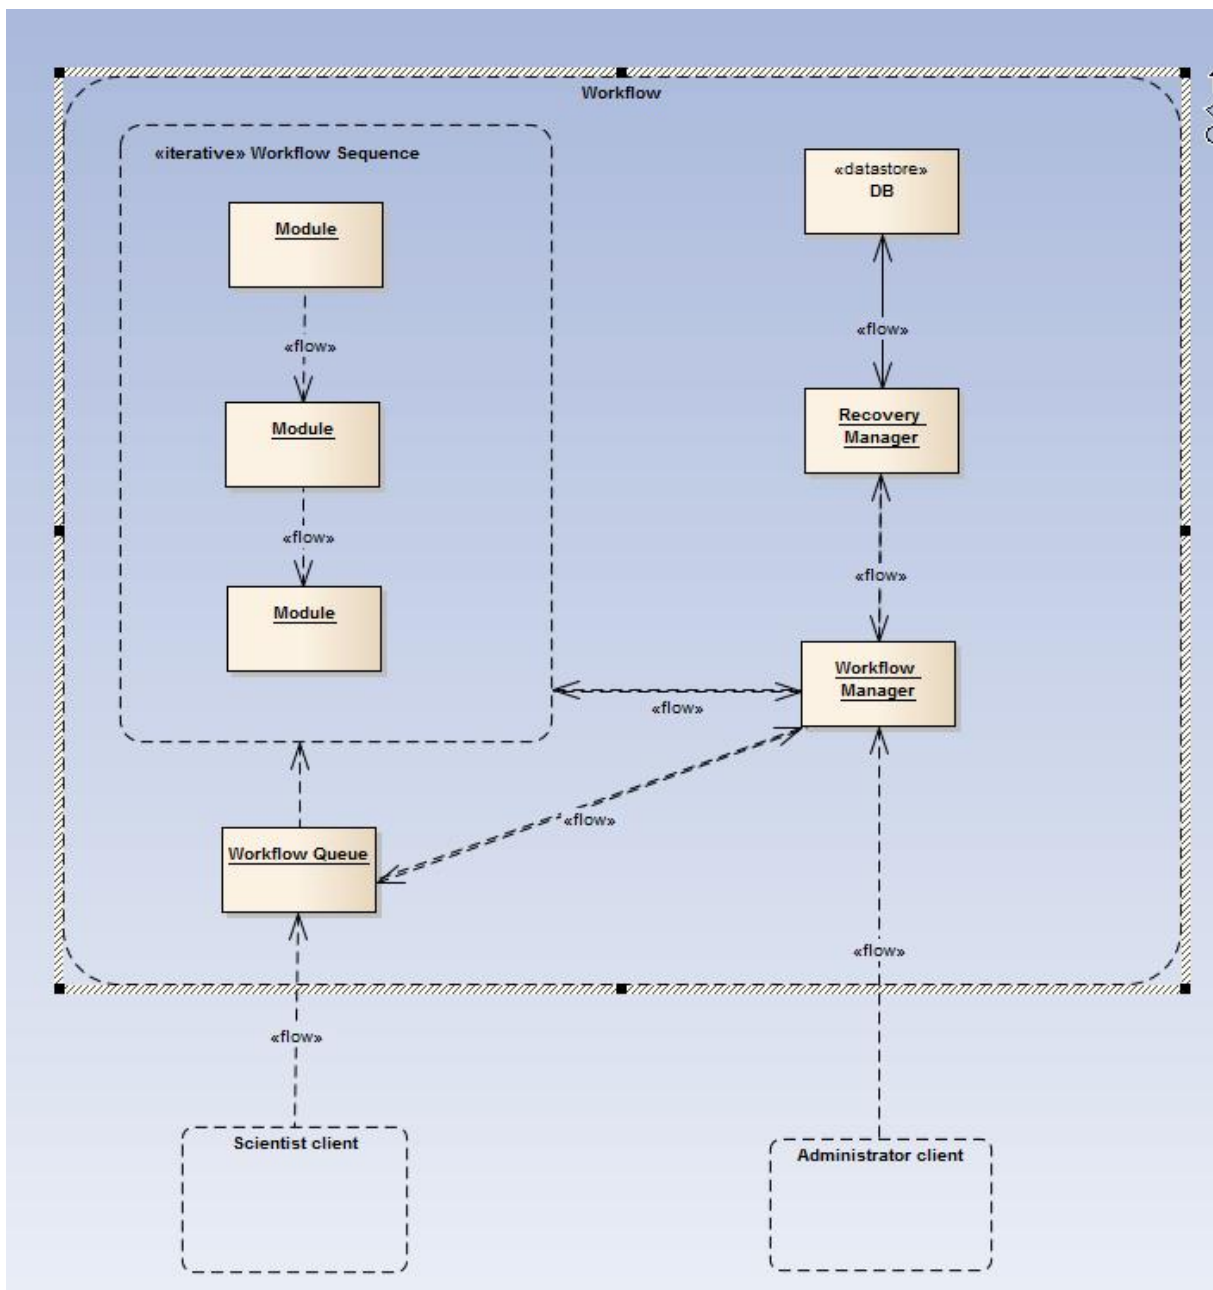 Workflow
«iterative» Workflow Sequence
«datastore»
DB
Module
«flow»
«flow»
Module
Recovery
Manager
«flow»
«flow»
Module
Workflow
Manager
«flow»
«flow»
Workflow Queue
«flow»
«flow»
Scientist client
Administrator client